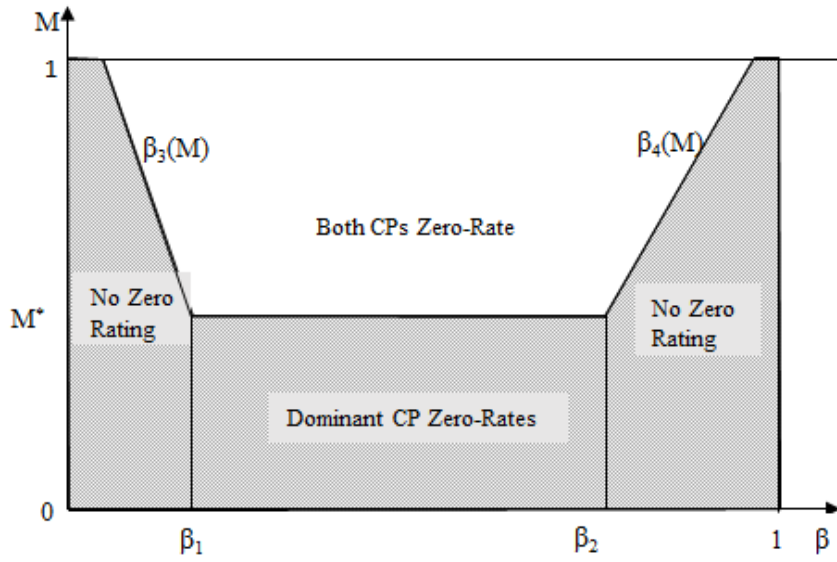 M
1
β₃(M)
β₄(M)
Both CPs Zero-Rate
No Zero
Rating
No Zero
Rating
M*
Dominant CP Zero-Rates
0
β₁
β₂
1
β